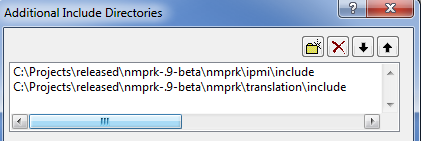 Additional Include Directories
C:\Projects\released\nmprk-.9-beta\nmprk\ipmi\include
C:\Projects\released\nmprk-.9-beta\nmprk\translation\include